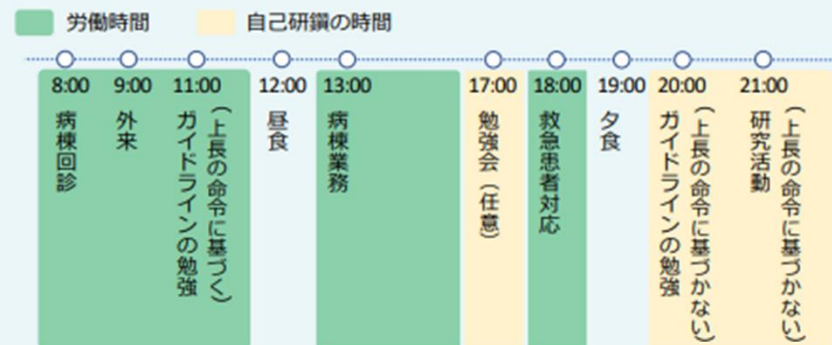 労働時間
自己研鑽の時間
8:00
病棟回診
9:00
外来
11:00
ガイドラインの勉強
（上長の命令に基づく）
12:00
昼食
13:00
病棟業務
17:00
勉強会（任意）
18:00
救急患者対応
19:00
夕食
20:00
ガイドラインの勉強
（上長の命令に基づかない）
21:00
研究活動
（上長の命令に基づかない）